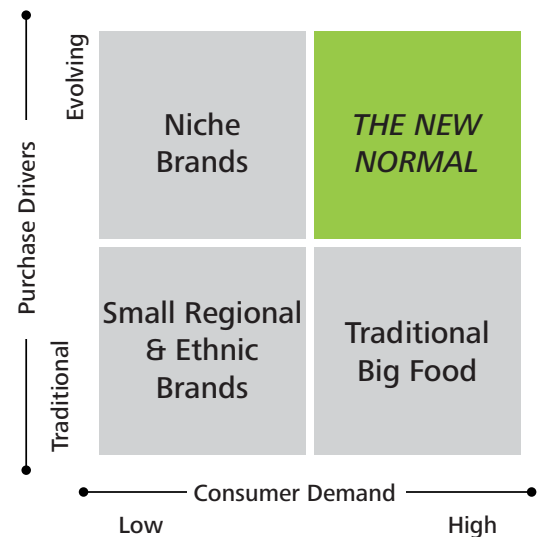 Evolving
Niche
Brands
THE NEW
NORMAL
Purchase Drivers
Small Regional
& Ethnic
Brands
Traditional
Big Food
Traditional
Consumer Demand
Low
High